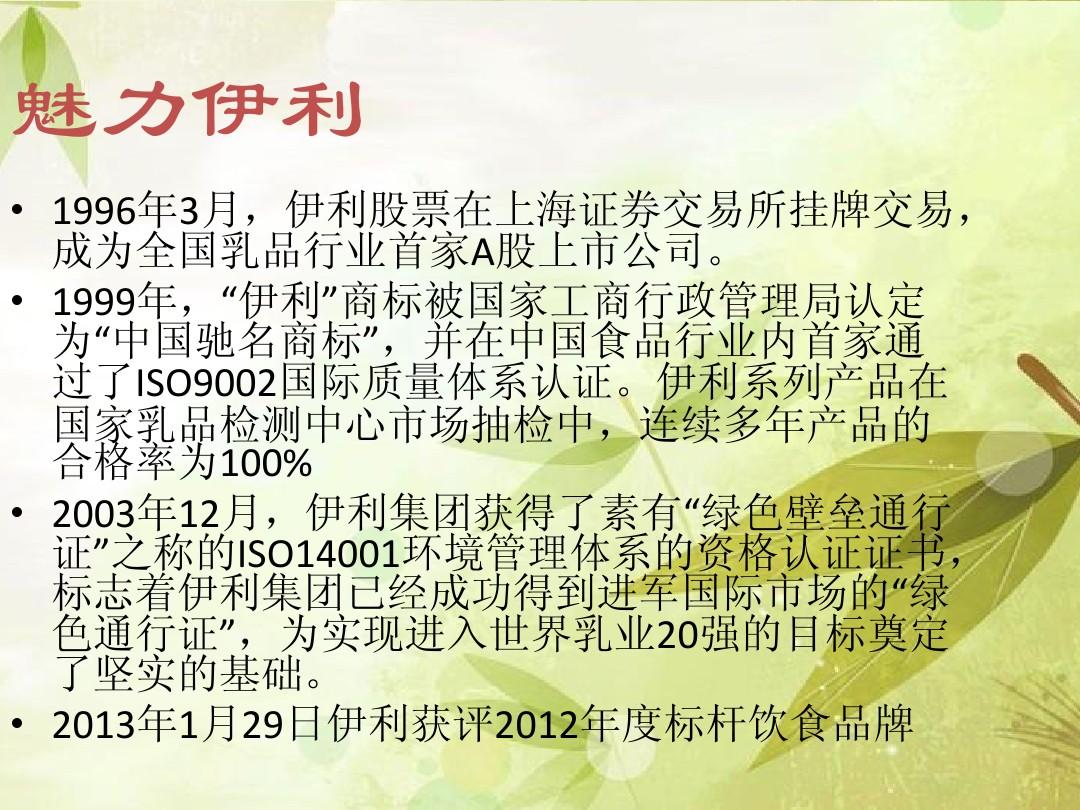 魅力伊利
• 1996年3月，伊利股票在上海证券交易所挂牌交易，
成为全国乳品行业首家A股上市公司。
• 1999年，“伊利”商标被国家工商行政管理局认定
为“中国驰名商标”，并在中国食品行业内首家通
过了ISO9002国际质量体系认证。伊利系列产品在
国家乳品检测中心市场抽检中，连续多年产品的
合格率为100%
• 2003年12月，伊利集团获得了素有“绿色壁垒通行
证”之称的ISO14001环境管理体系的资格认证证书，
标志着伊利集团已经成功得到进军国际市场的“绿
色通行证”，为实现进入世界乳业20强的目标奠定
了坚实的基础。
• 2013年1月29日伊利获评2012年度标杆饮食品牌